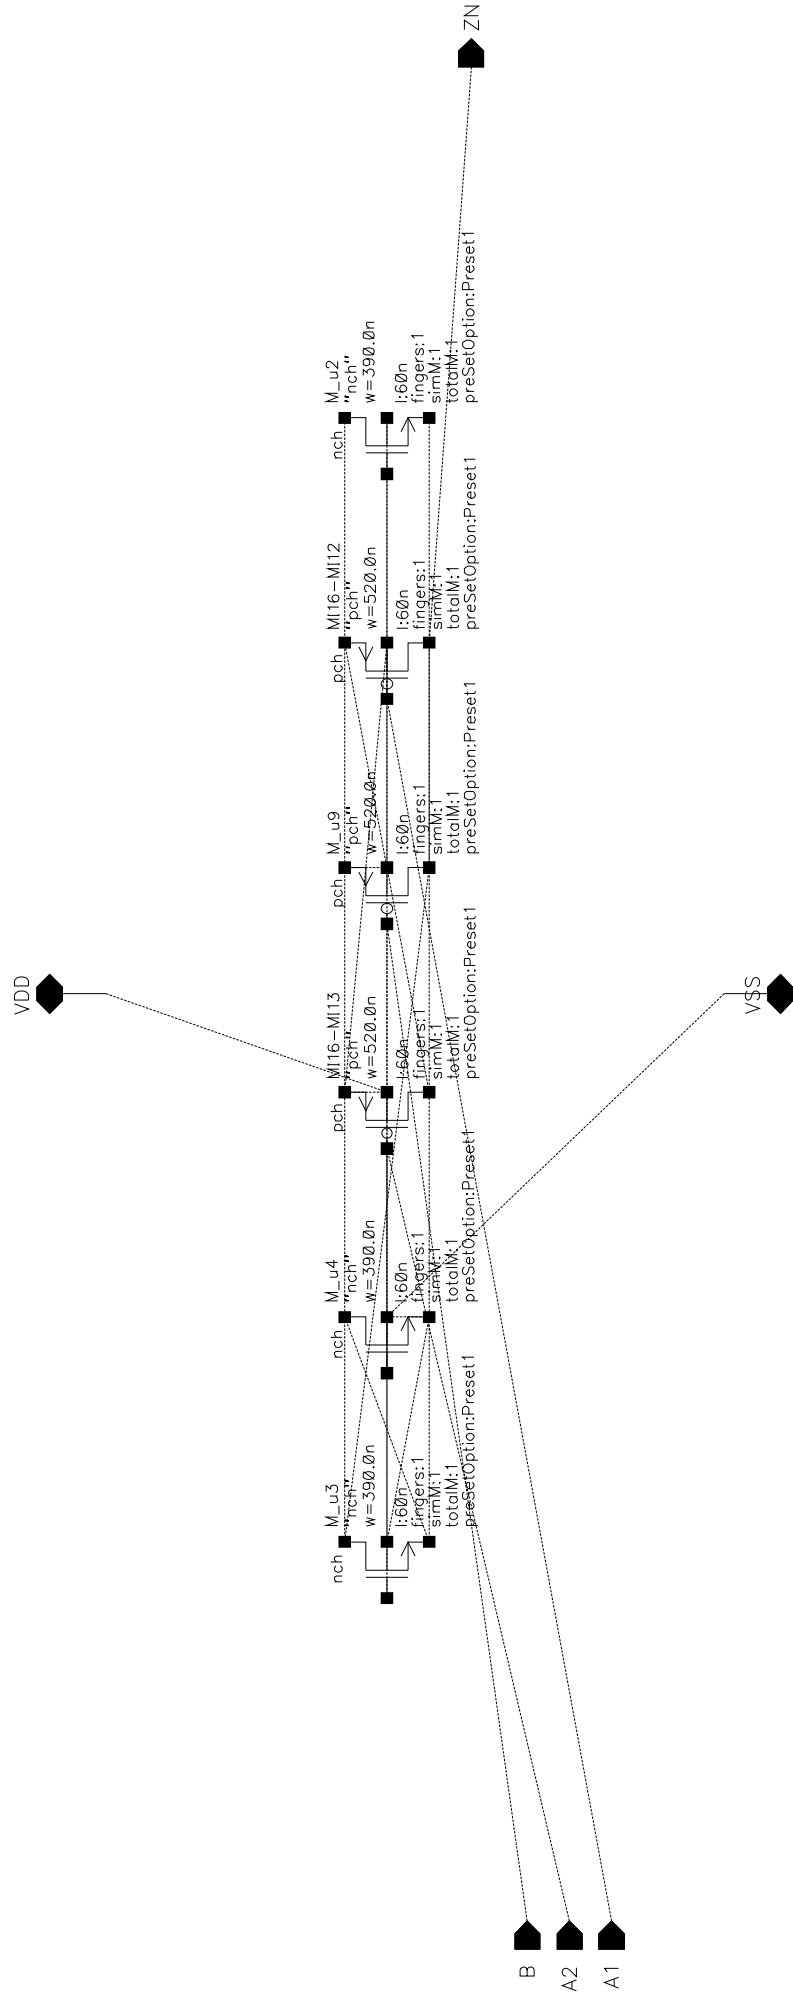 ZN
M_u2
"nch"
w=390.0n
l:60n
fingers:1
simM:1
totalM:1
preSetOption:Preset1
nch
MI16-MI12
"pch"
w=520.0n
l:60n
fingers:1
simM:1
totalM:1
preSetOption:Preset1
pch
M_u9
"pch"
w=520.0n
l:60n
fingers:1
simM:1
totalM:1
preSetOption:Preset1
pch
VDD
VSS
MI16-MI13
"pch"
w=520.0n
l:60n
fingers:1
simM:1
totalM:1
preSetOption:Preset1
pch
M_u4
"nch"
w=390.0n
l:60n
fingers:1
simM:1
totalM:1
preSetOption:Preset1
nch
M_u3
"nch"
w=390.0n
l:60n
fingers:1
simM:1
totalM:1
preSetOption:Preset1
nch
B
A2
A1